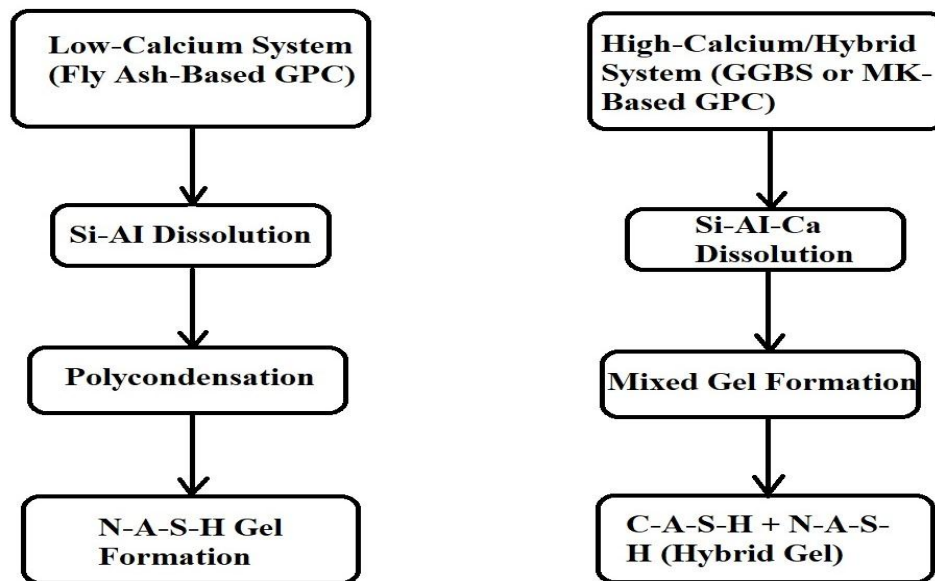 Low-Calcium System
(Fly Ash-Based GPC)
Si-AI Dissolution
Polycondensation
N-A-S-H Gel
Formation
High-Calcium/Hybrid
System (GGBS or MK-
Based GPC)
Si-AI-Ca
Dissolution
Mixed Gel Formation
C-A-S-H + N-A-S-
H (Hybrid Gel)